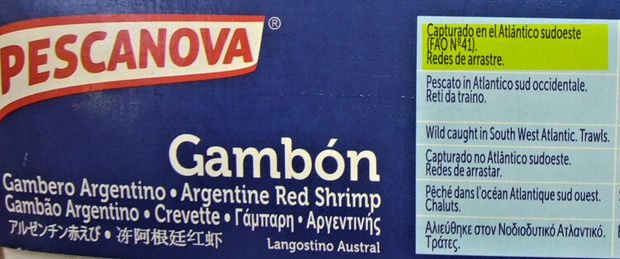 PESCANOVA®
Gambón
Gambero Argentino • Argentine Red Shrimp
Gambão Argentino • Crevette • Γάμπαρη • Αργεντινής
アルゼンチン赤えび • 冻阿根廷红虾
Langostino Austral
Capturado en el Atlántico sudoeste
(FAO Nº41).
Redes de arrastre.
Pescato in Atlantico sud occidentale.
Reti da traino.
Wild caught in South West Atlantic. Trawls.
Capturado no Atlântico sudoeste.
Redes de arrastar.
Pêché dans l'océan Atlantique sud ouest.
Chaluts.
Αλιεύθηκε στον Νοδιοδυτικό Ατλαντικό.
Τράτες.